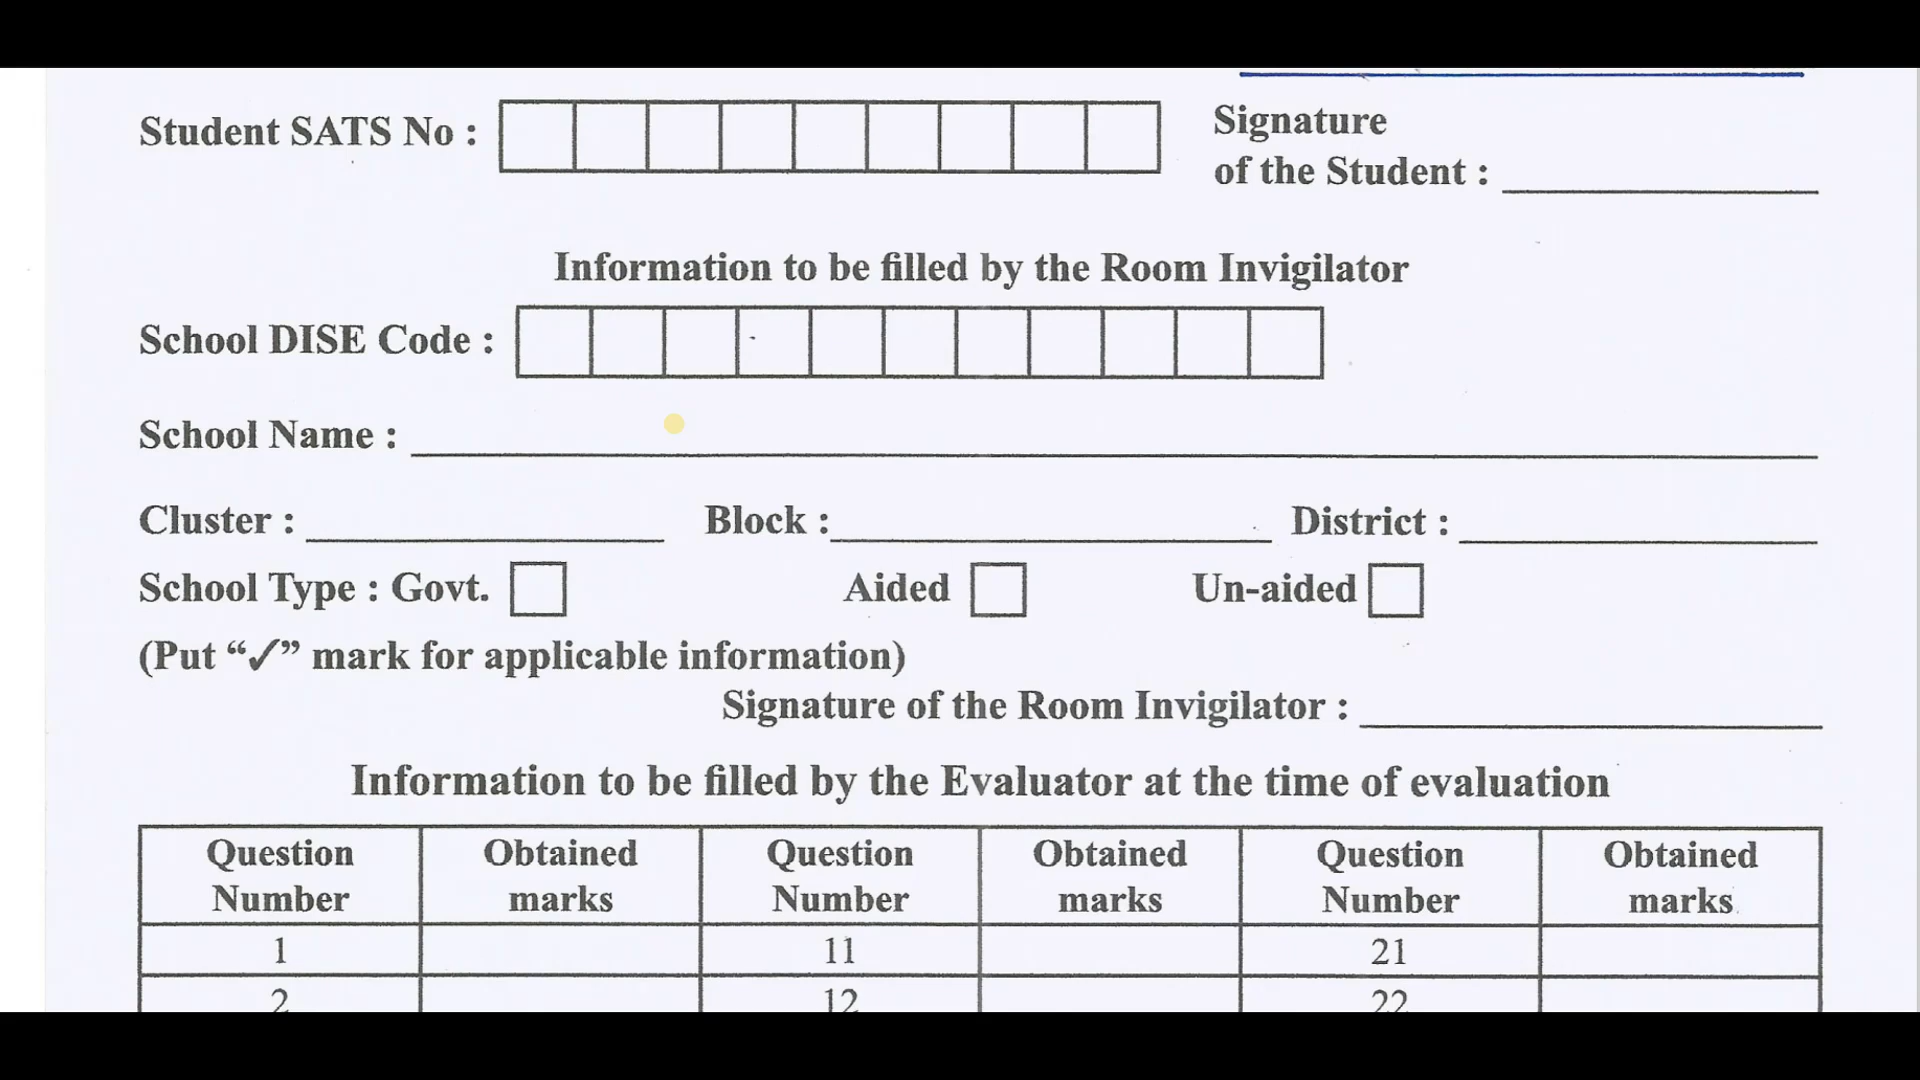 Student SATS No :
Signature
of the Student :
Information to be filled by the Room Invigilator
School DISE Code :
School Name :
Cluster : Block : District :
School Type : Govt. Aided Un-aided
(Put “✓” mark for applicable information)
Signature of the Room Invigilator :
Information to be filled by the Evaluator at the time of evaluation
Question Number Obtained marks Question Number Obtained marks Question Number Obtained marks
1 11 21
2 12 22